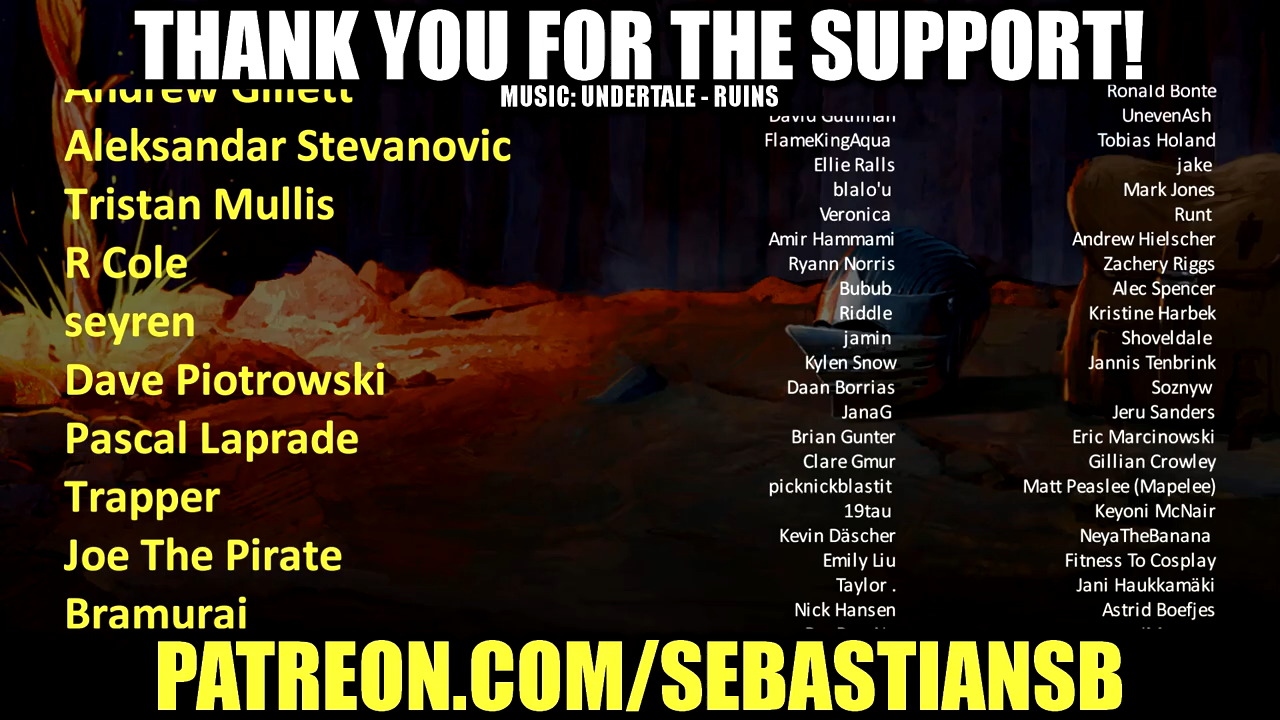 THANK YOU FOR THE SUPPORT!
MUSIC: UNDERTALE - RUINS
Andrew Gillett
Aleksandar Stevanovic
Tristan Mullis
R Cole
seyren
Dave Piotrowski
Pascal Laprade
Trapper
Joe The Pirate
Bramurai
David Guthman
FlameKingAqua
Ellie Ralls
blalo'u
Veronica
Amir Hammami
Ryann Norris
Bubub
Riddle
jamin
Kylen Snow
Daan Borrias
JanaG
Brian Gunter
Clare Gmur
picknickblastit
19tau
Kevin Däscher
Emily Liu
Taylor .
Nick Hansen
Ronald Bonte
UnevenAsh
Tobias Holand
jake
Mark Jones
Runt
Andrew Hielscher
Zachery Riggs
Alec Spencer
Kristine Harbek
Shoveldale
Jannis Tenbrink
Soznyw
Jeru Sanders
Eric Marcinowski
Gillian Crowley
Matt Peaslee (Mapelee)
Keyoni McNair
NeyaTheBanana
Fitness To Cosplay
Jani Haukkamäki
Astrid Boefjes
PATREON.COM/SEBASTIANSB